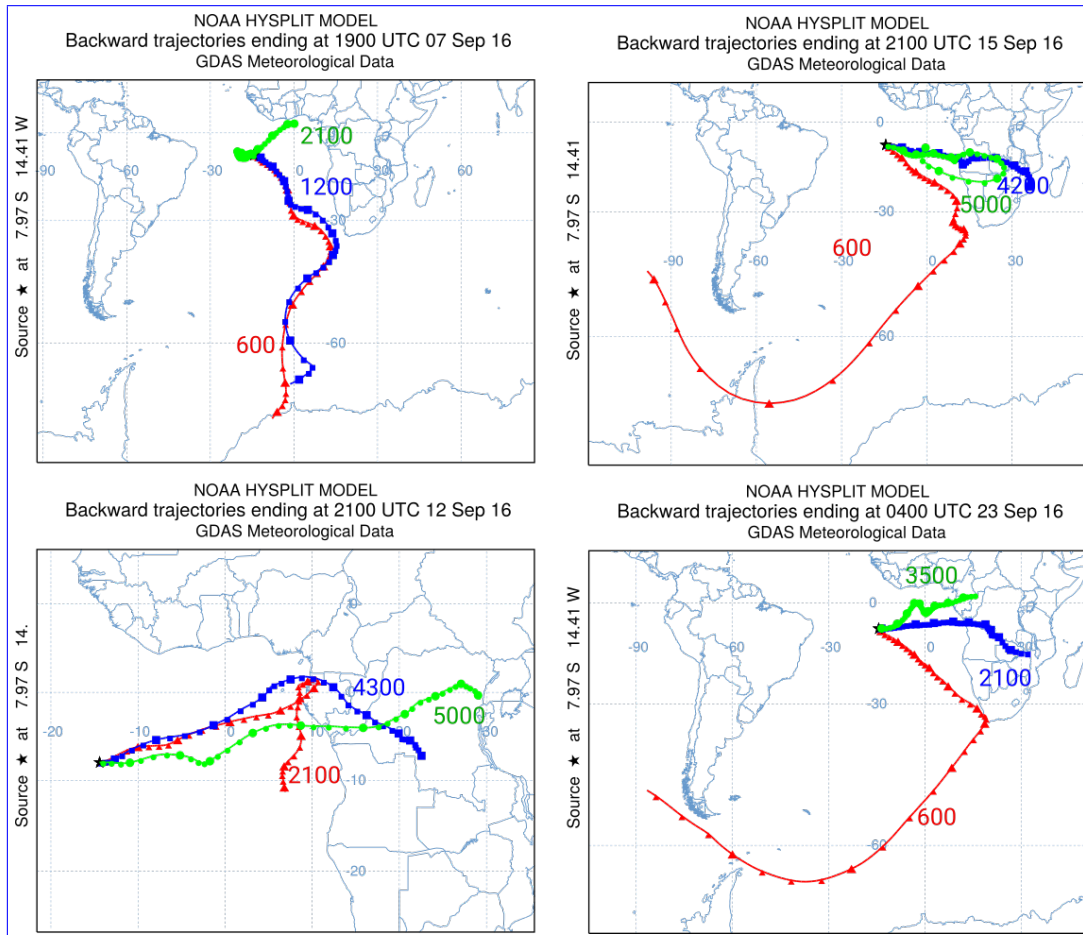 NOAA HYSPLIT MODEL
Backward trajectories ending at 1900 UTC 07 Sep 16
GDAS Meteorological Data
Source ★ at 7.97 S 14.41 W
2100
1200
600
-90
-60
-30
0
30
60
-30
-60
NOAA HYSPLIT MODEL
Backward trajectories ending at 2100 UTC 15 Sep 16
GDAS Meteorological Data
Source ★ at 7.97 S 14.41
4200
5000
600
0
-30
-90
-60
-30
0
30
-60
NOAA HYSPLIT MODEL
Backward trajectories ending at 2100 UTC 12 Sep 16
GDAS Meteorological Data
Source ★ at 7.97 S 14.
4300
5000
2100
-20
-10
0
20
30
-10
-20
NOAA HYSPLIT MODEL
Backward trajectories ending at 0400 UTC 23 Sep 16
GDAS Meteorological Data
Source ★ at 7.97 S 14.41 W
3500
2100
600
0
-90
-60
-30
0
30
-30
-60